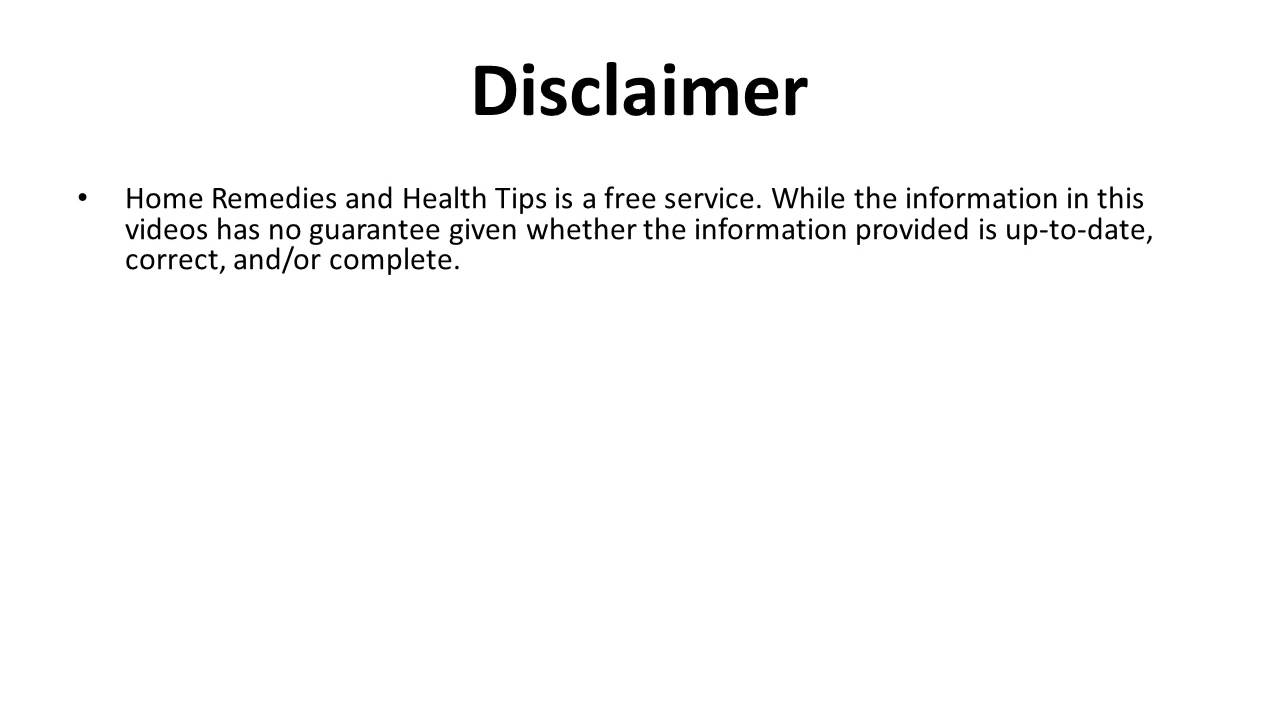 Disclaimer
• Home Remedies and Health Tips is a free service. While the information in this
videos has no guarantee given whether the information provided is up-to-date,
correct, and/or complete.